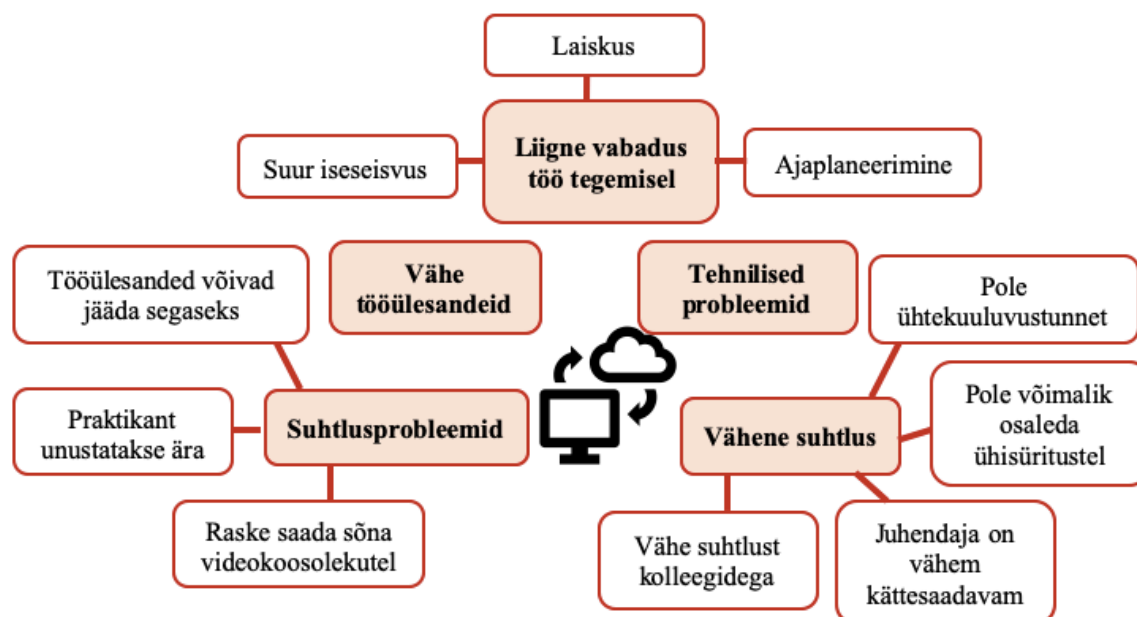 Laiskus
Liigne vabadus
töö tegemisel
Suur iseseisvus
Ajaplaneerimine
Tööülesanded võivad
jääda segaseks
Vähe
tööülesandeid
Tehnilised
probleemid
Pole
ühtekuuluvustunnet
Praktikant
unustatakse ära
Suhtlusprobleemid
Vähene suhtlus
Pole võimalik
osaleda
ühisüritustel
Raske saada sõna
videokoosolekutel
Vähe suhtlust
kolleegidega
Juhendaja on
vähem
kättesaadavam